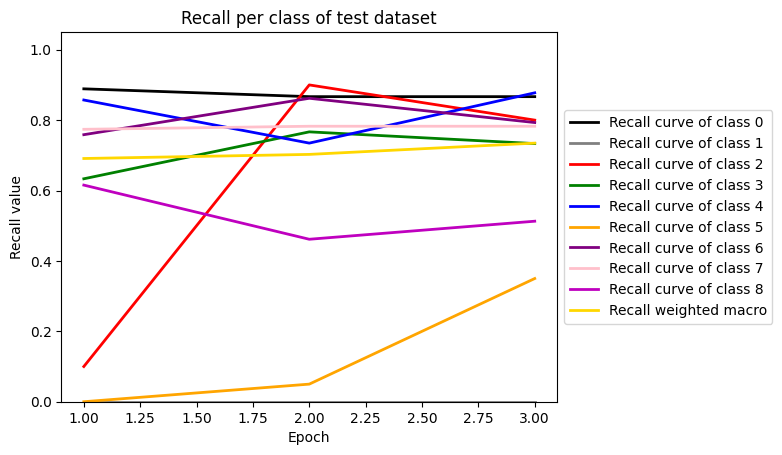 Recall per class of test dataset
1.0
0.8
0.6
0.4
0.2
0.0
Recall value
1.00 1.25 1.50 1.75 2.00 2.25 2.50 2.75 3.00
Epoch
Recall curve of class 0
Recall curve of class 1
Recall curve of class 2
Recall curve of class 3
Recall curve of class 4
Recall curve of class 5
Recall curve of class 6
Recall curve of class 7
Recall curve of class 8
Recall weighted macro